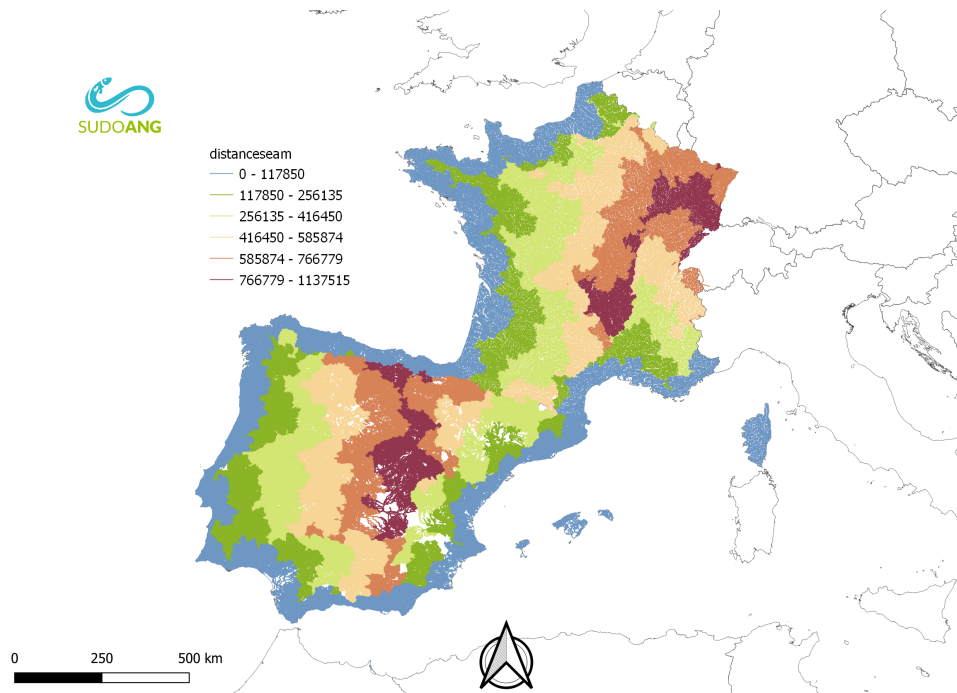 SUDOANG
distanceseam
0 - 117850
117850 - 256135
256135 - 416450
416450 - 585874
585874 - 766779
766779 - 1137515
0 250 500 km